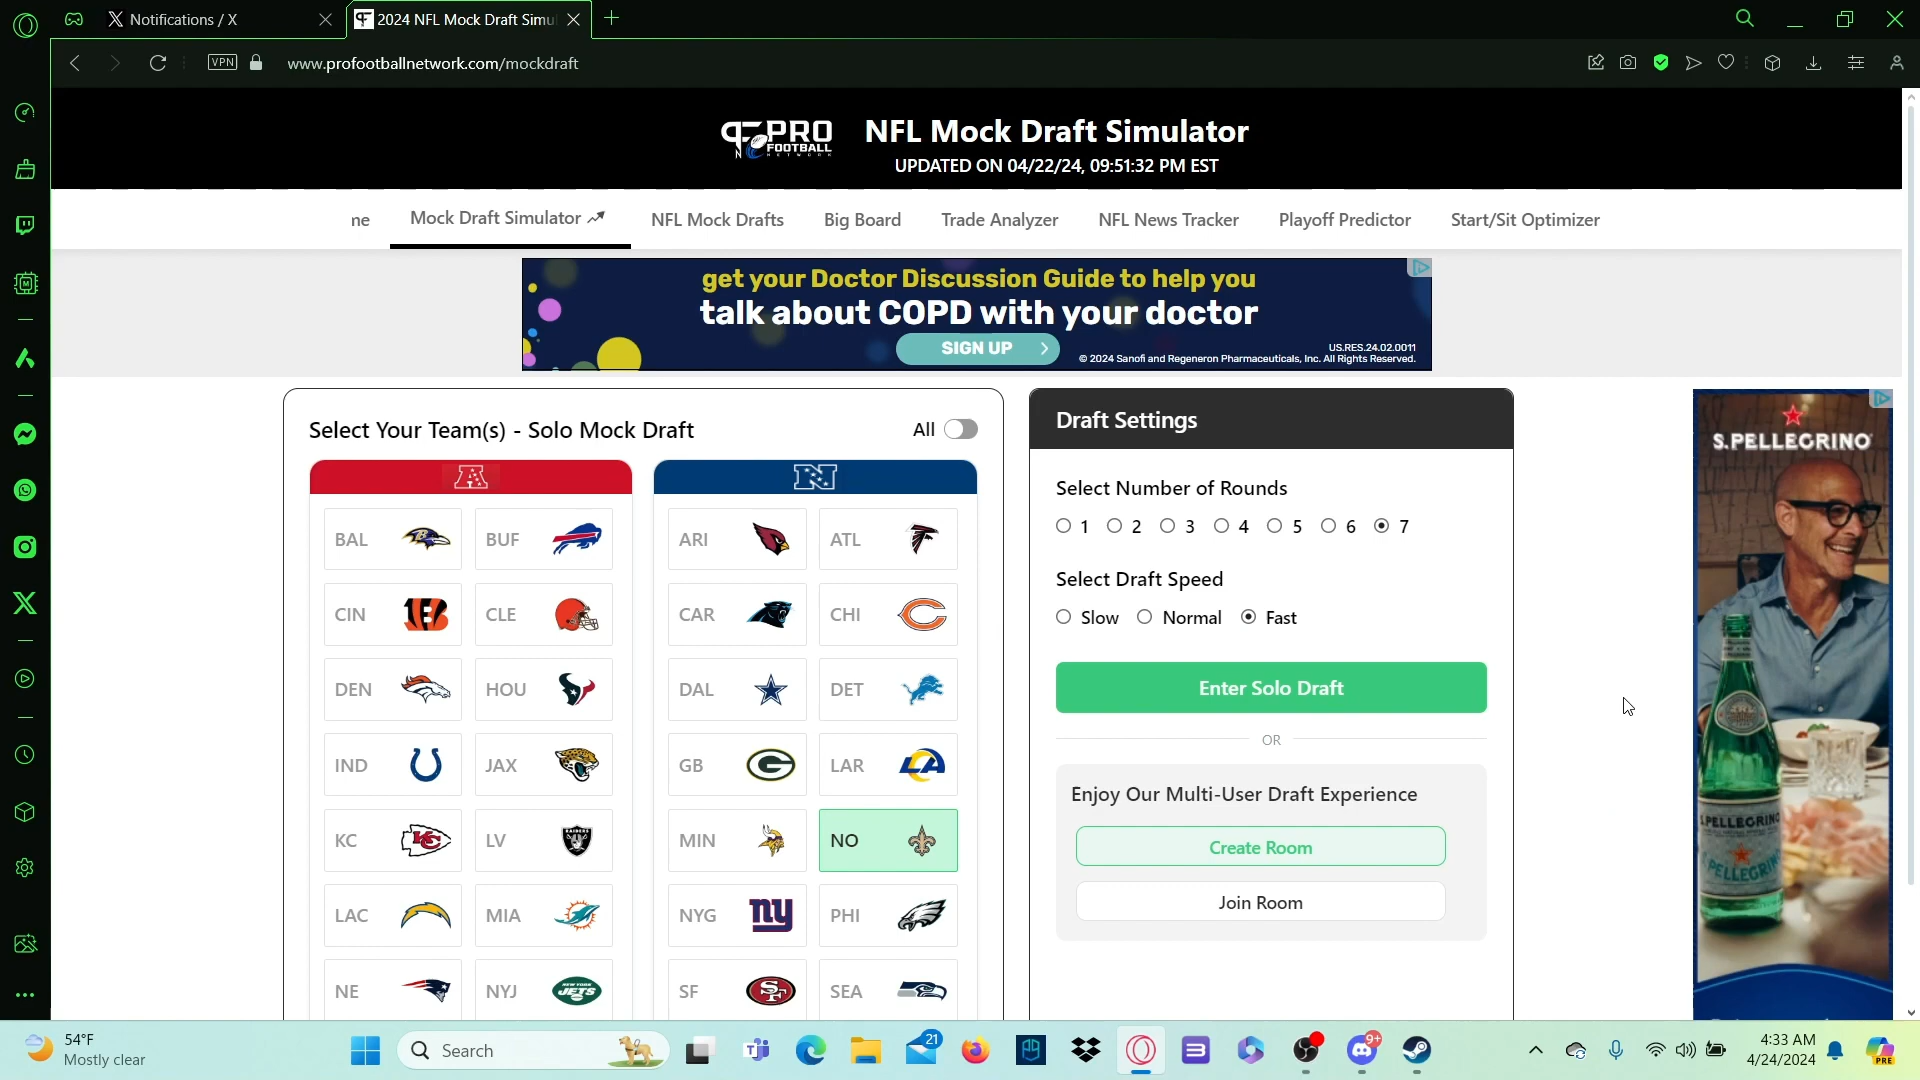 Notifications / X
2024 NFL Mock Draft Simu
VPN
www.profootballnetwork.com/mockdraft
PRO
FOOTBALL
NETWORK
NFL Mock Draft Simulator
UPDATED ON 04/22/24, 09:51:32 PM EST
ne
Mock Draft Simulator
NFL Mock Drafts
Big Board
Trade Analyzer
NFL News Tracker
Playoff Predictor
Start/Sit Optimizer
get your Doctor Discussion Guide to help you
talk about COPD with your doctor
SIGN UP
US.RES.24.02.0011
© 2024 Sanofi and Regeneron Pharmaceuticals, Inc. All Rights Reserved.
Select Your Team(s) - Solo Mock Draft
All
A
N
BAL
BUF
ARI
ATL
CIN
CLE
CAR
CHI
DEN
HOU
DAL
DET
IND
JAX
GB
LAR
KC
LV
MIN
NO
LAC
MIA
NYG
ny
PHI
NE
NYJ
JETS
SF
SEA
Draft Settings
Select Number of Rounds
1 2 3 4 5 6 7
Select Draft Speed
Slow Normal Fast
Enter Solo Draft
OR
Enjoy Our Multi-User Draft Experience
Create Room
Join Room
S.PELLEGRINO
54°F
Mostly clear
Search
21
9+
4:33 AM
4/24/2024
PRE